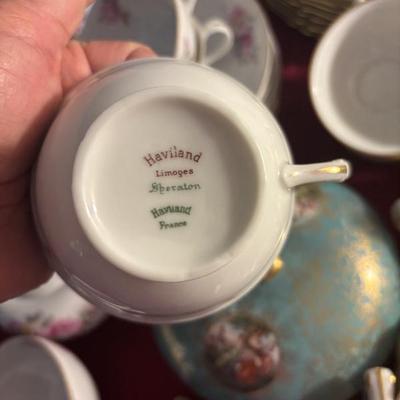 Haviland
Limoges
Sheraton
Haviland
France